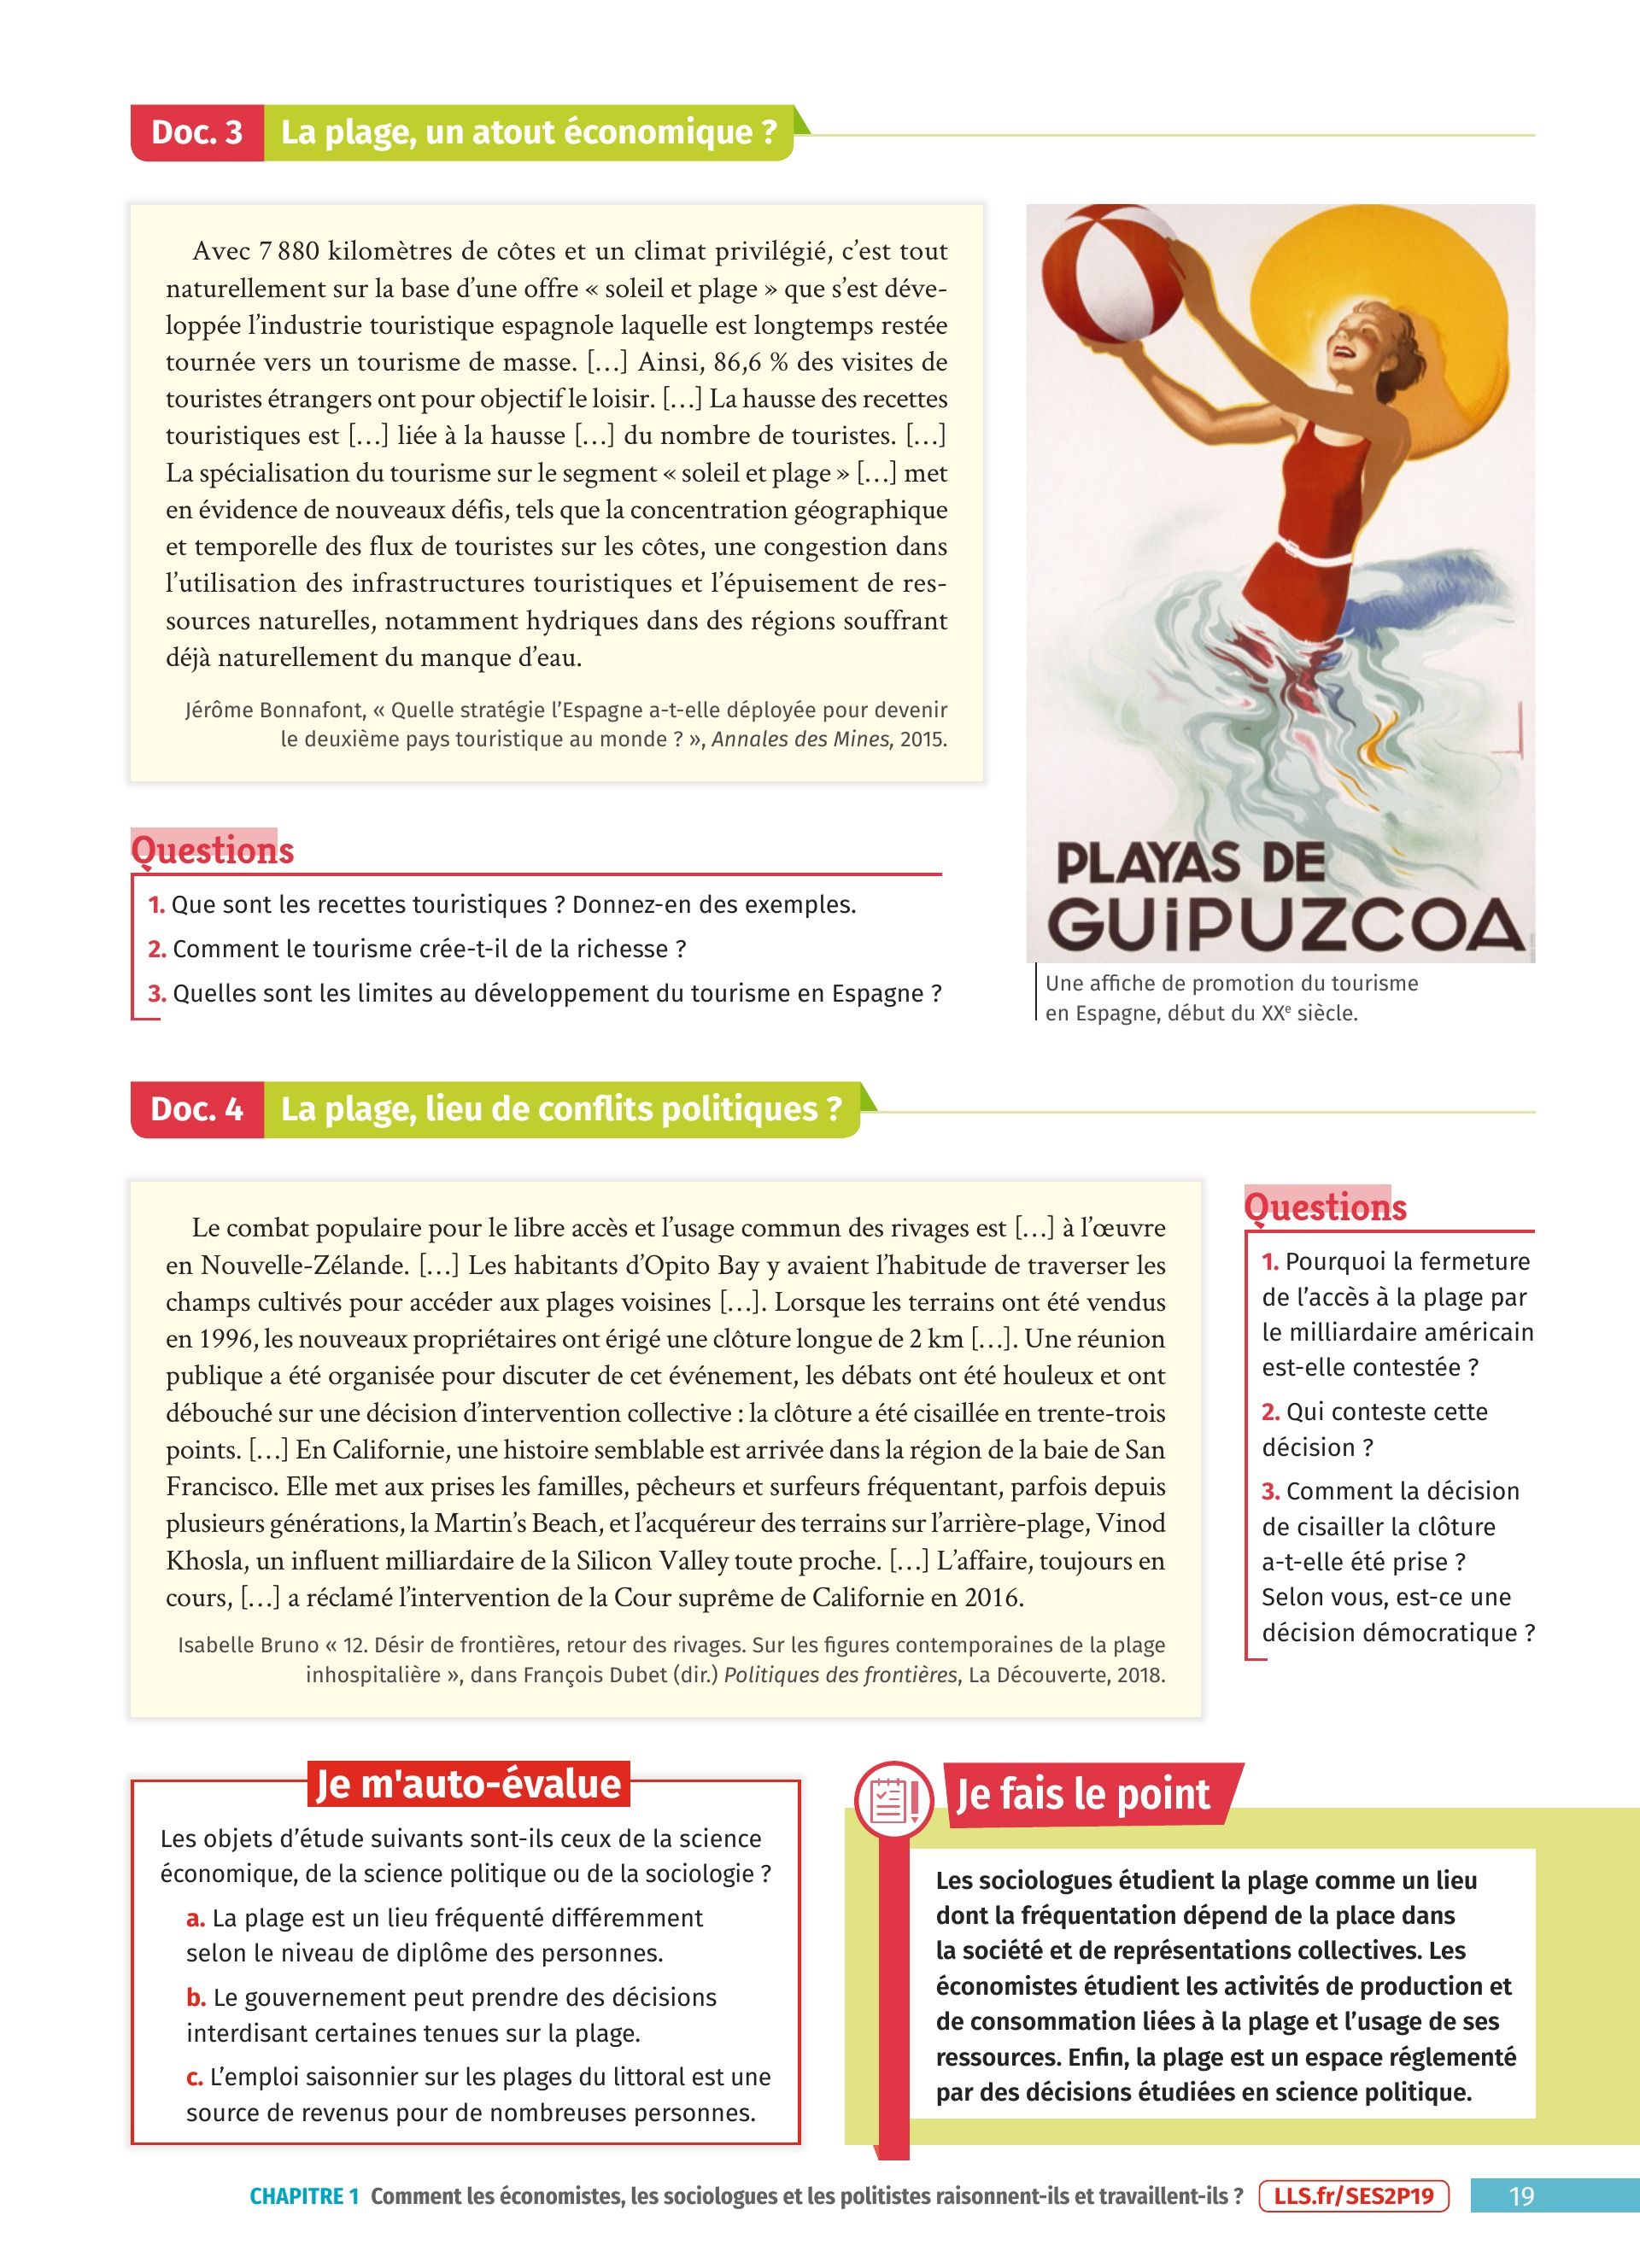 Doc. 3 La plage, un atout économique ?
Avec 7 880 kilomètres de côtes et un climat privilégié, c’est tout
naturellement sur la base d’une offre « soleil et plage » que s’est déve-
loppée l’industrie touristique espagnole laquelle est longtemps restée
tournée vers un tourisme de masse. […] Ainsi, 86,6 % des visites de
touristes étrangers ont pour objectif le loisir. […] La hausse des recettes
touristiques est […] liée à la hausse […] du nombre de touristes. […]
La spécialisation du tourisme sur le segment « soleil et plage » […] met
en évidence de nouveaux défis, tels que la concentration géographique
et temporelle des flux de touristes sur les côtes, une congestion dans
l’utilisation des infrastructures touristiques et l’épuisement de res-
sources naturelles, notamment hydriques dans des régions souffrant
déjà naturellement du manque d’eau.
Jérôme Bonnafont, « Quelle stratégie l’Espagne a-t-elle déployée pour devenir
le deuxième pays touristique au monde ? », Annales des Mines, 2015.
PLAYAS DE
GUiPUZCOA
Une affiche de promotion du tourisme
en Espagne, début du XXe siècle.
Questions
1. Que sont les recettes touristiques ? Donnez-en des exemples.
2. Comment le tourisme crée-t-il de la richesse ?
3. Quelles sont les limites au développement du tourisme en Espagne ?
Doc. 4 La plage, lieu de conflits politiques ?
Le combat populaire pour le libre accès et l’usage commun des rivages est […] à l’œuvre
en Nouvelle-Zélande. […] Les habitants d’Opito Bay y avaient l’habitude de traverser les
champs cultivés pour accéder aux plages voisines […]. Lorsque les terrains ont été vendus
en 1996, les nouveaux propriétaires ont érigé une clôture longue de 2 km […]. Une réunion
publique a été organisée pour discuter de cet événement, les débats ont été houleux et ont
débouché sur une décision d’intervention collective : la clôture a été cisaillée en trente-trois
points. […] En Californie, une histoire semblable est arrivée dans la région de la baie de San
Francisco. Elle met aux prises les familles, pêcheurs et surfeurs fréquentant, parfois depuis
plusieurs générations, la Martin’s Beach, et l’acquéreur des terrains sur l’arrière-plage, Vinod
Khosla, un influent milliardaire de la Silicon Valley toute proche. […] L’affaire, toujours en
cours, […] a réclamé l’intervention de la Cour suprême de Californie en 2016.
Isabelle Bruno « 12. Désir de frontières, retour des rivages. Sur les figures contemporaines de la plage
inhospitalière », dans François Dubet (dir.) Politiques des frontières, La Découverte, 2018.
Questions
1. Pourquoi la fermeture
de l’accès à la plage par
le milliardaire américain
est-elle contestée ?
2. Qui conteste cette
décision ?
3. Comment la décision
de cisailler la clôture
a-t-elle été prise ?
Selon vous, est-ce une
décision démocratique ?
Je m'auto-évalue
Les objets d’étude suivants sont-ils ceux de la science
économique, de la science politique ou de la sociologie ?
a. La plage est un lieu fréquenté différemment
selon le niveau de diplôme des personnes.
b. Le gouvernement peut prendre des décisions
interdisant certaines tenues sur la plage.
c. L’emploi saisonnier sur les plages du littoral est une
source de revenus pour de nombreuses personnes.
Je fais le point
Les sociologues étudient la plage comme un lieu
dont la fréquentation dépend de la place dans
la société et de représentations collectives. Les
économistes étudient les activités de production et
de consommation liées à la plage et l’usage de ses
ressources. Enfin, la plage est un espace réglementé
par des décisions étudiées en science politique.
CHAPITRE 1 Comment les économistes, les sociologues et les politistes raisonnent-ils et travaillent-ils ? LLS.fr/SES2P19 19